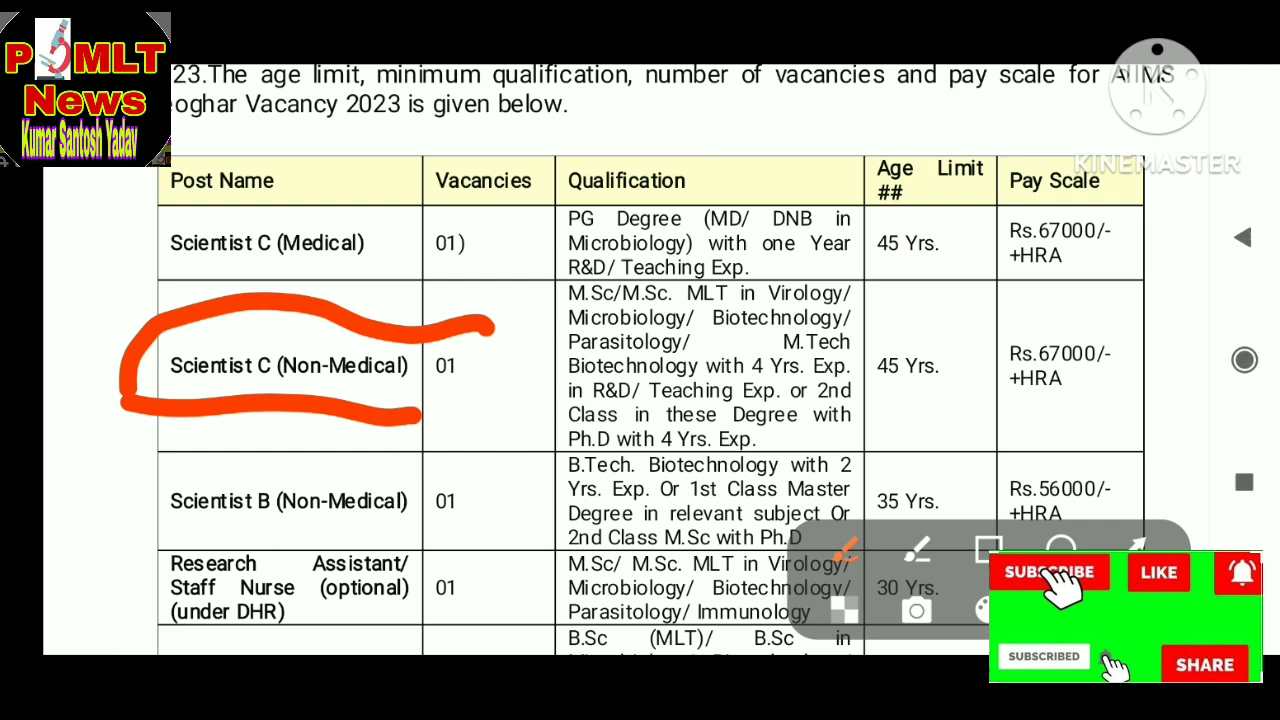 P MLT
News
Kumar Santosh Yadav
23.The age limit, minimum qualification, number of vacancies and pay scale for AIIMS
eoghar Vacancy 2023 is given below.
KINEMASTER
Post Name
Vacancies
Qualification
Age Limit
##
Pay Scale
Scientist C (Medical)
01)
PG Degree (MD/ DNB in
Microbiology) with one Year
R&D/ Teaching Exp.
45 Yrs.
Rs.67000/-
+HRA
Scientist C (Non-Medical)
01
M.Sc/M.Sc. MLT in Virology/
Microbiology/ Biotechnology/
Parasitology/ M.Tech
Biotechnology with 4 Yrs. Exp.
in R&D/ Teaching Exp. or 2nd
Class in these Degree with
Ph.D with 4 Yrs. Exp.
45 Yrs.
Rs.67000/-
+HRA
Scientist B (Non-Medical)
01
B.Tech. Biotechnology with 2
Yrs. Exp. Or 1st Class Master
Degree in relevant subject Or
2nd Class M.Sc with Ph.D
35 Yrs.
Rs.56000/-
+HRA
Research Assistant/
Staff Nurse (optional)
(under DHR)
01
M.Sc/ M.Sc. MLT in Virology/
Microbiology/ Biotechnology/
Parasitology/ Immunology
30 Yrs.
B.Sc (MLT)/ B.Sc in
SUBSCRIBE
LIKE
SUBSCRIBED
SHARE